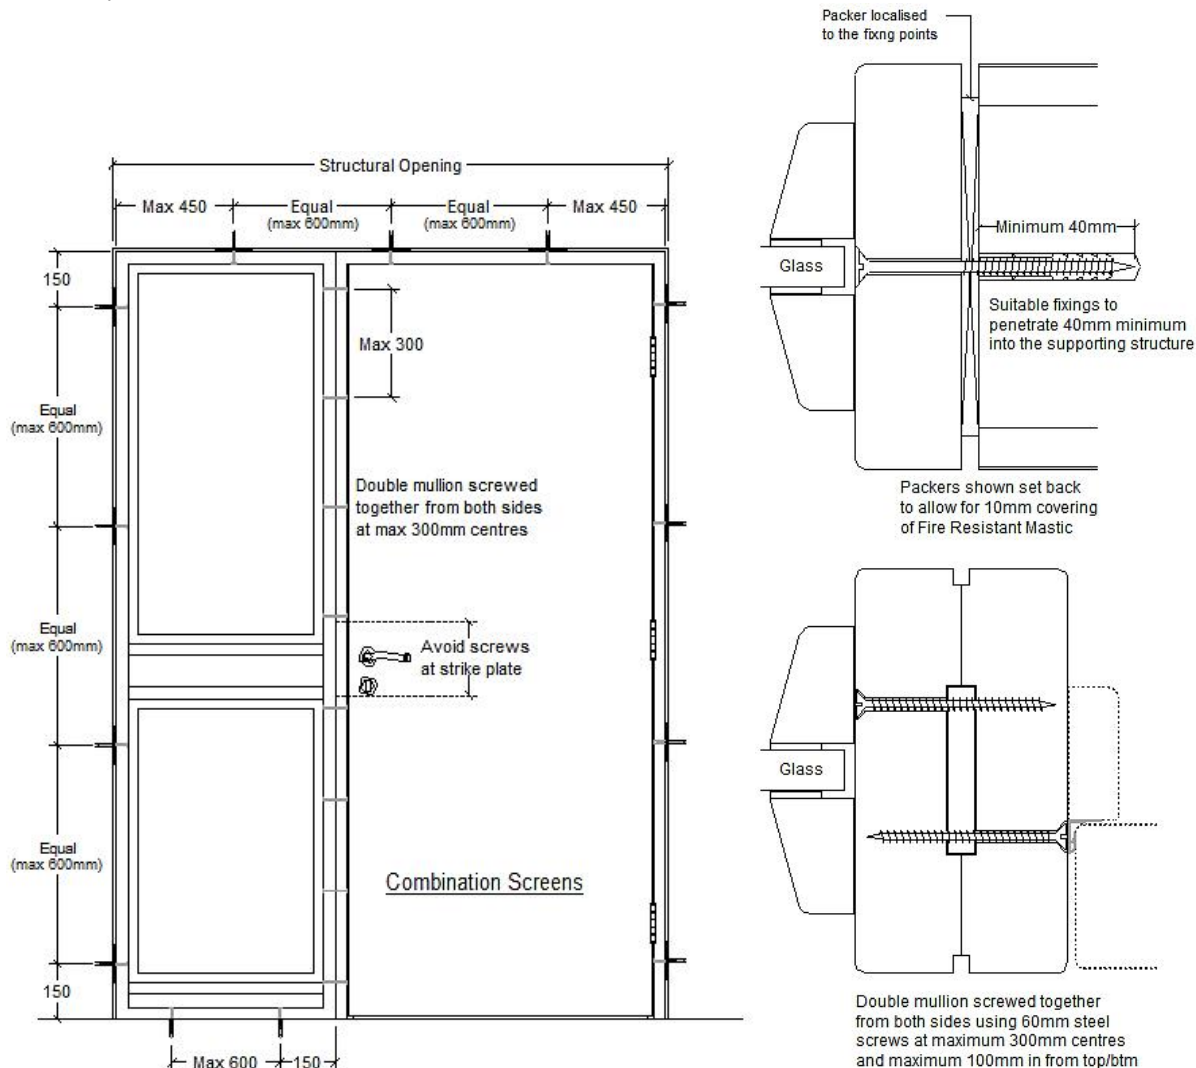 Packer localised
to the fixng points
Structural Opening
Max 450
Equal
(max 600mm)
Equal
(max 600mm)
Max 450
150
Max 300
Equal
(max 600mm)
Double mullion screwed
together from both sides
at max 300mm centres
Equal
(max 600mm)
Avoid screws
at strike plate
Equal
(max 600mm)
Combination Screens
150
Max 600
150
Glass
Minimum 40mm
Suitable fixings to
penetrate 40mm minimum
into the supporting structure
Packers shown set back
to allow for 10mm covering
of Fire Resistant Mastic
Glass
Double mullion screwed together
from both sides using 60mm steel
screws at maximum 300mm centres
and maximum 100mm in from top/btm